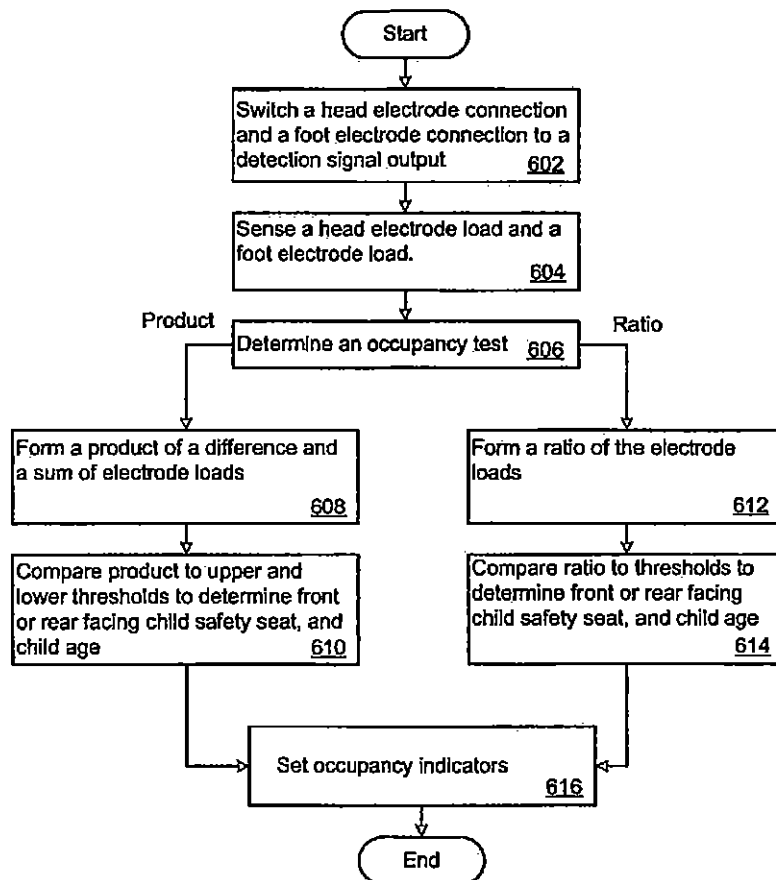 Start
Switch a head electrode connection
and a foot electrode connection to a
detection signal output
602
Sense a head electrode load and a
foot electrode load.
604
Product
Ratio
Determine an occupancy test
606
Form a product of a difference and
a sum of electrode loads
608
Form a ratio of the electrode
loads
612
Compare product to upper and
lower thresholds to determine front
or rear facing child safety seat, and
child age
610
Compare ratio to thresholds to
determine front or rear facing
child safety seat, and child age
614
Set occupancy indicators
616
End